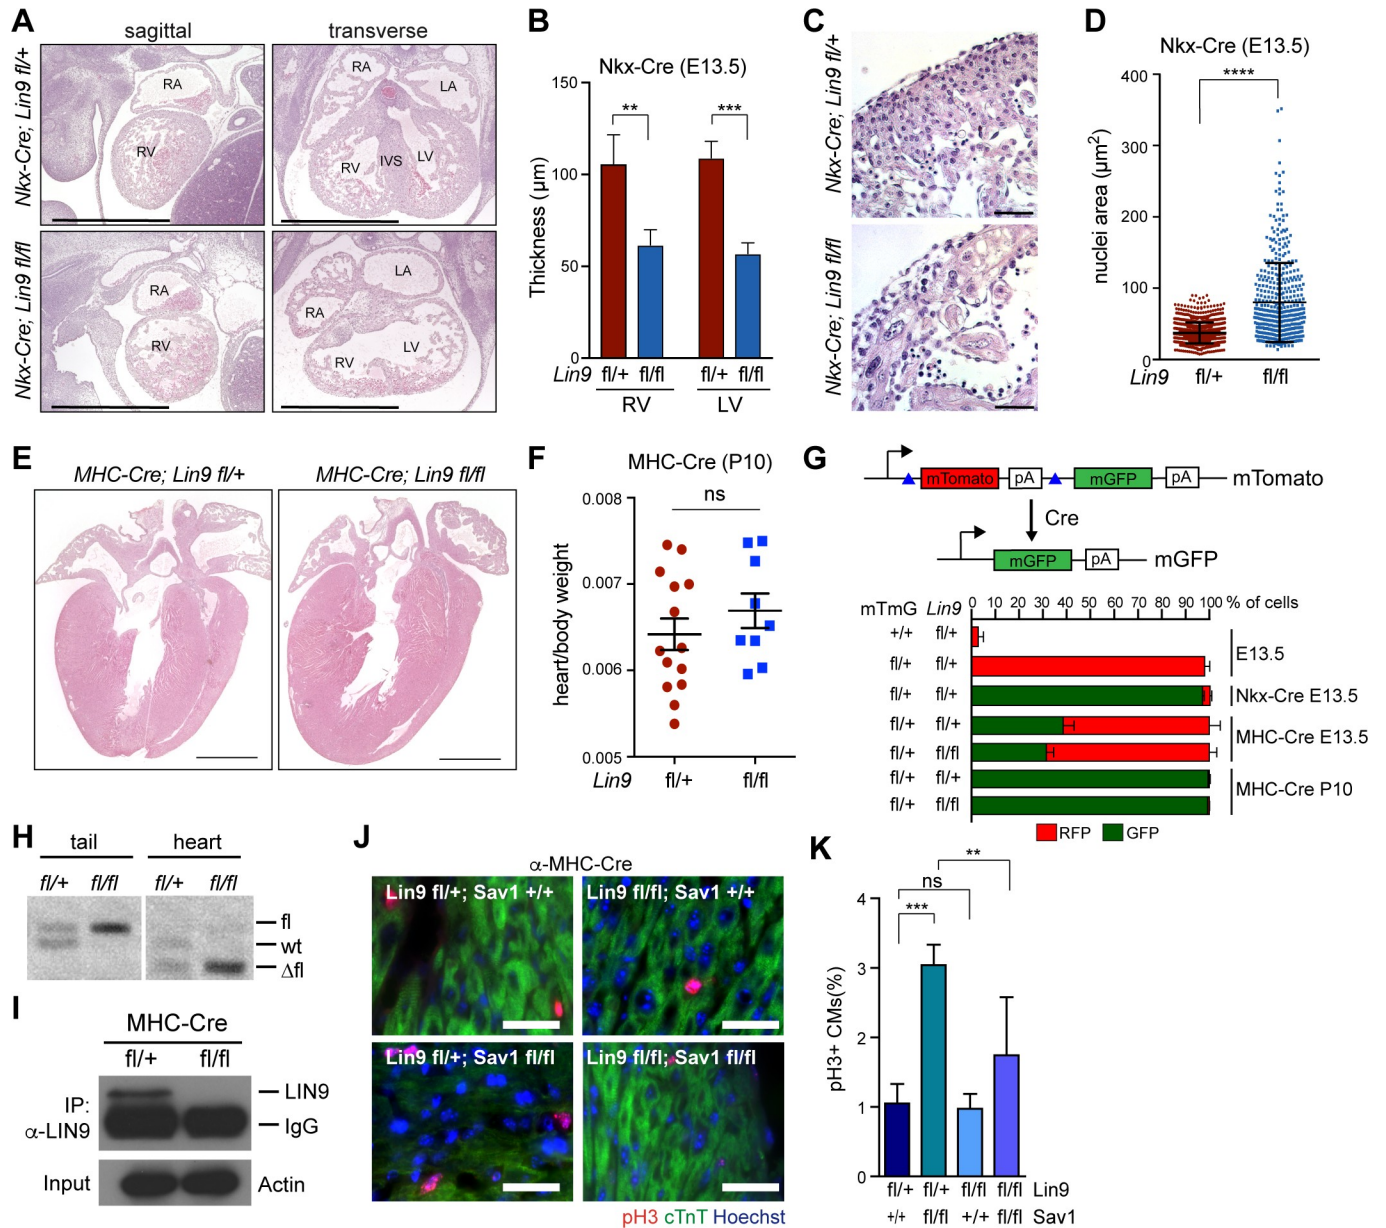 A
sagittal
transverse
Nkx-Cre; Lin9 fl/+
RA
RV
RA
LA
RV
IVS
LV
Nkx-Cre; Lin9 fl/fl
RA
RV
LA
RA
RV
LV
B
Nkx-Cre (E13.5)
Thickness (µm)
150
100
50
0
**
***
Lin9 fl/+ fl/fl fl/+ fl/fl
RV LV
C
Nkx-Cre; Lin9 fl/+
Nkx-Cre; Lin9 fl/fl
D
Nkx-Cre (E13.5)
nuclei area (µm2)
400
300
200
100
0
****
Lin9 fl/+ fl/fl
E
MHC-Cre; Lin9 fl/+
MHC-Cre; Lin9 fl/fl
F
MHC-Cre (P10)
ns
heart/body weight
0.008
0.007
0.006
0.005
Lin9 fl/+ fl/fl
G
mTomato pA mGFP pA mTomato
Cre
mGFP pA mGFP
mTmG Lin9 0 10 20 30 40 50 60 70 80 90 100 % of cells
+/+ fl/+
fl/+ fl/+
E13.5
fl/+ fl/+ Nkx-Cre E13.5
fl/+ fl/+
fl/+ fl/fl
MHC-Cre E13.5
fl/+ fl/+
fl/+ fl/fl
MHC-Cre P10
RFP GFP
H
tail heart
fl/+ fl/fl fl/+ fl/fl
fl
wt
Δfl
I
MHC-Cre
fl/+ fl/fl
IP:
α-LIN9
LIN9
IgG
Input Actin
J
α-MHC-Cre
Lin9 fl/+; Sav1 +/+
Lin9 fl/fl; Sav1 +/+
Lin9 fl/+; Sav1 fl/fl
Lin9 fl/fl; Sav1 fl/fl
pH3 cTnT Hoechst
K
**
ns
***
pH3+ CMs(%)
4
3
2
1
0
fl/+ fl/+ fl/fl fl/fl Lin9
+/+ fl/fl +/+ fl/fl Sav1